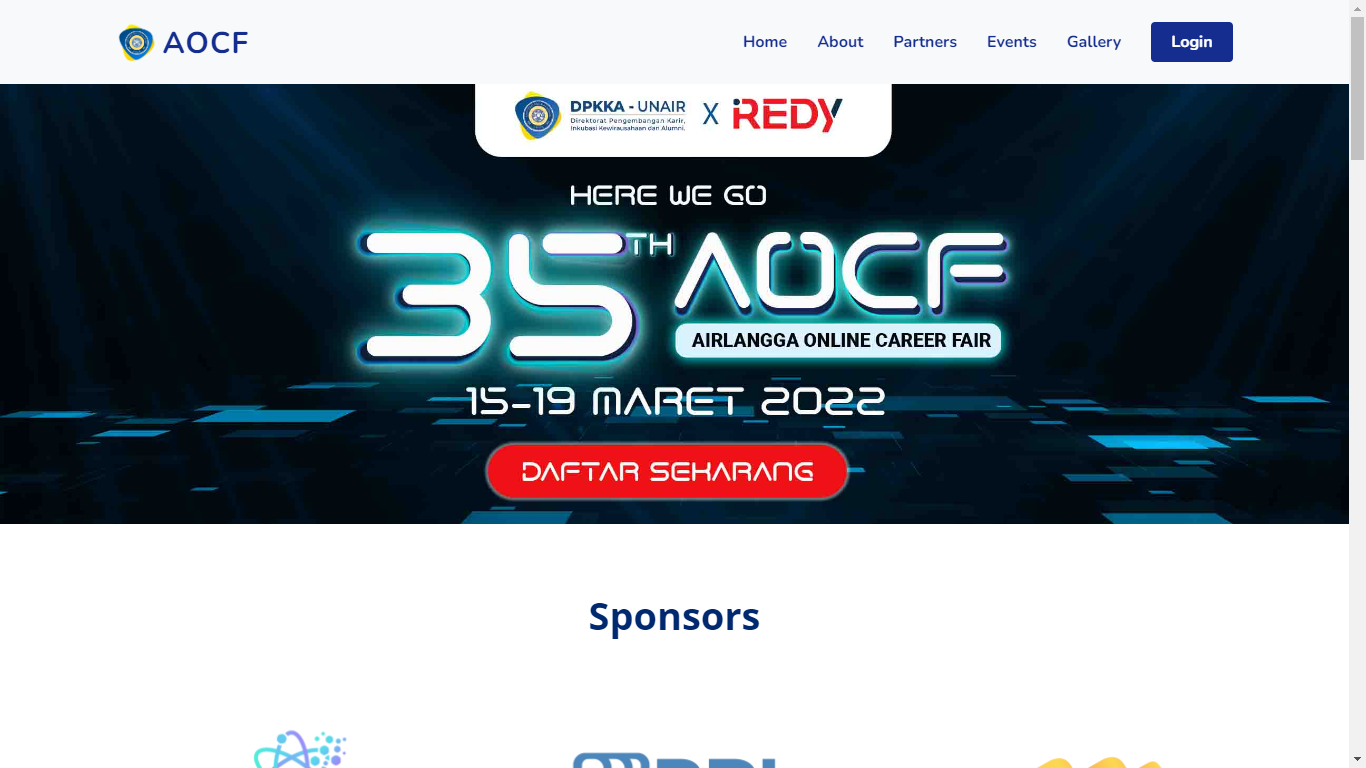 AOCF
Home
About
Partners
Events
Gallery
Login
DPKKA - UNAIR
Direktorat Pengembangan Karir,
Inkubasi Kewirausahaan dan Alumni.
X
REDY
HERE WE GO
35TH AOCF
AIRLANGGA ONLINE CAREER FAIR
15-19 MARET 2022
DAFTAR SEKARANG
Sponsors